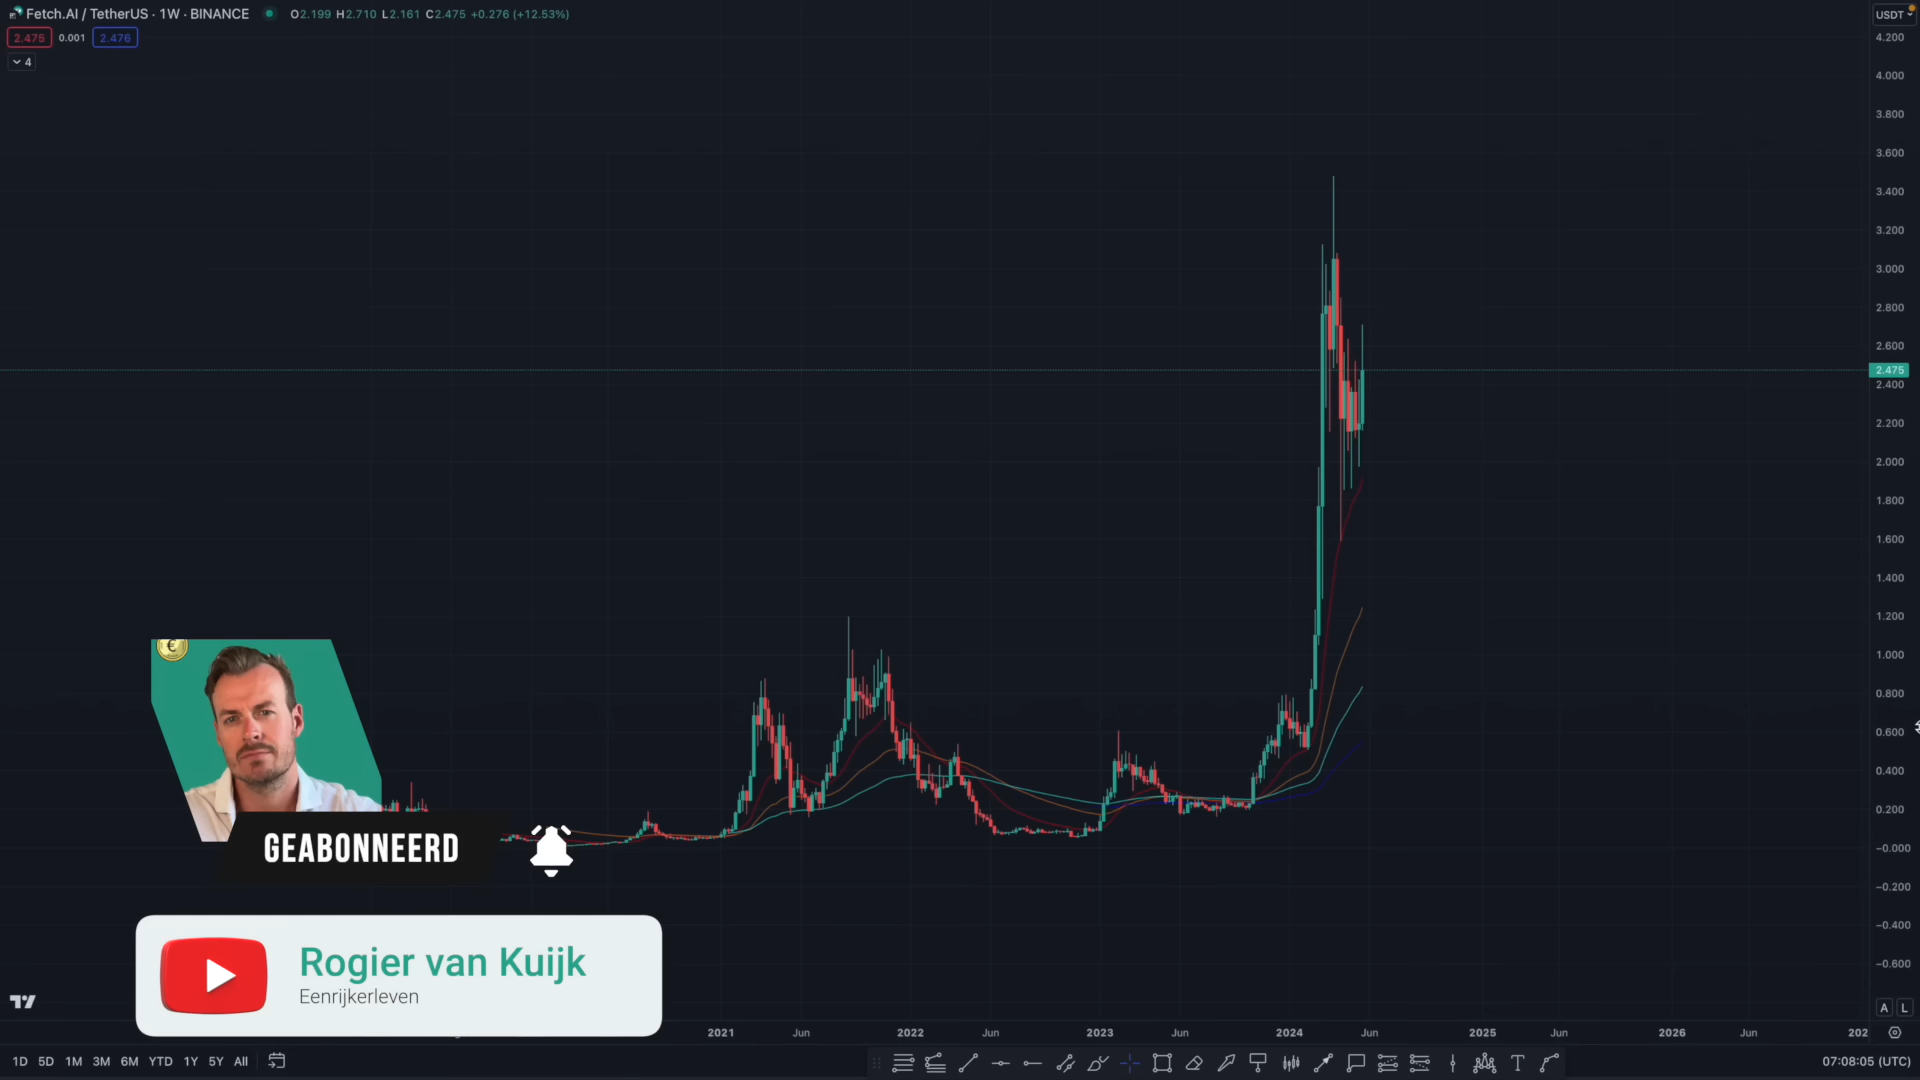 Fetch.AI / TetherUS · 1W · BINANCE O2.199 H2.710 L2.161 C2.475 +0.276 (+12.53%)
2.475 0.001 2.476
4
USDT
4.200
4.000
3.800
3.600
3.400
3.200
3.000
2.800
2.600
2.475
2.400
2.200
2.000
1.800
1.600
1.400
1.200
1.000
0.800
0.600
0.400
0.200
−0.000
−0.200
−0.400
−0.600
€
GEABONNEERD
Rogier van Kuijk
Eenrijkerleven
A L
2021 Jun 2022 Jun 2023 Jun 2024 Jun 2025 Jun 2026 Jun 202
1D 5D 1M 3M 6M YTD 1Y 5Y All
T
07:08:05 (UTC)